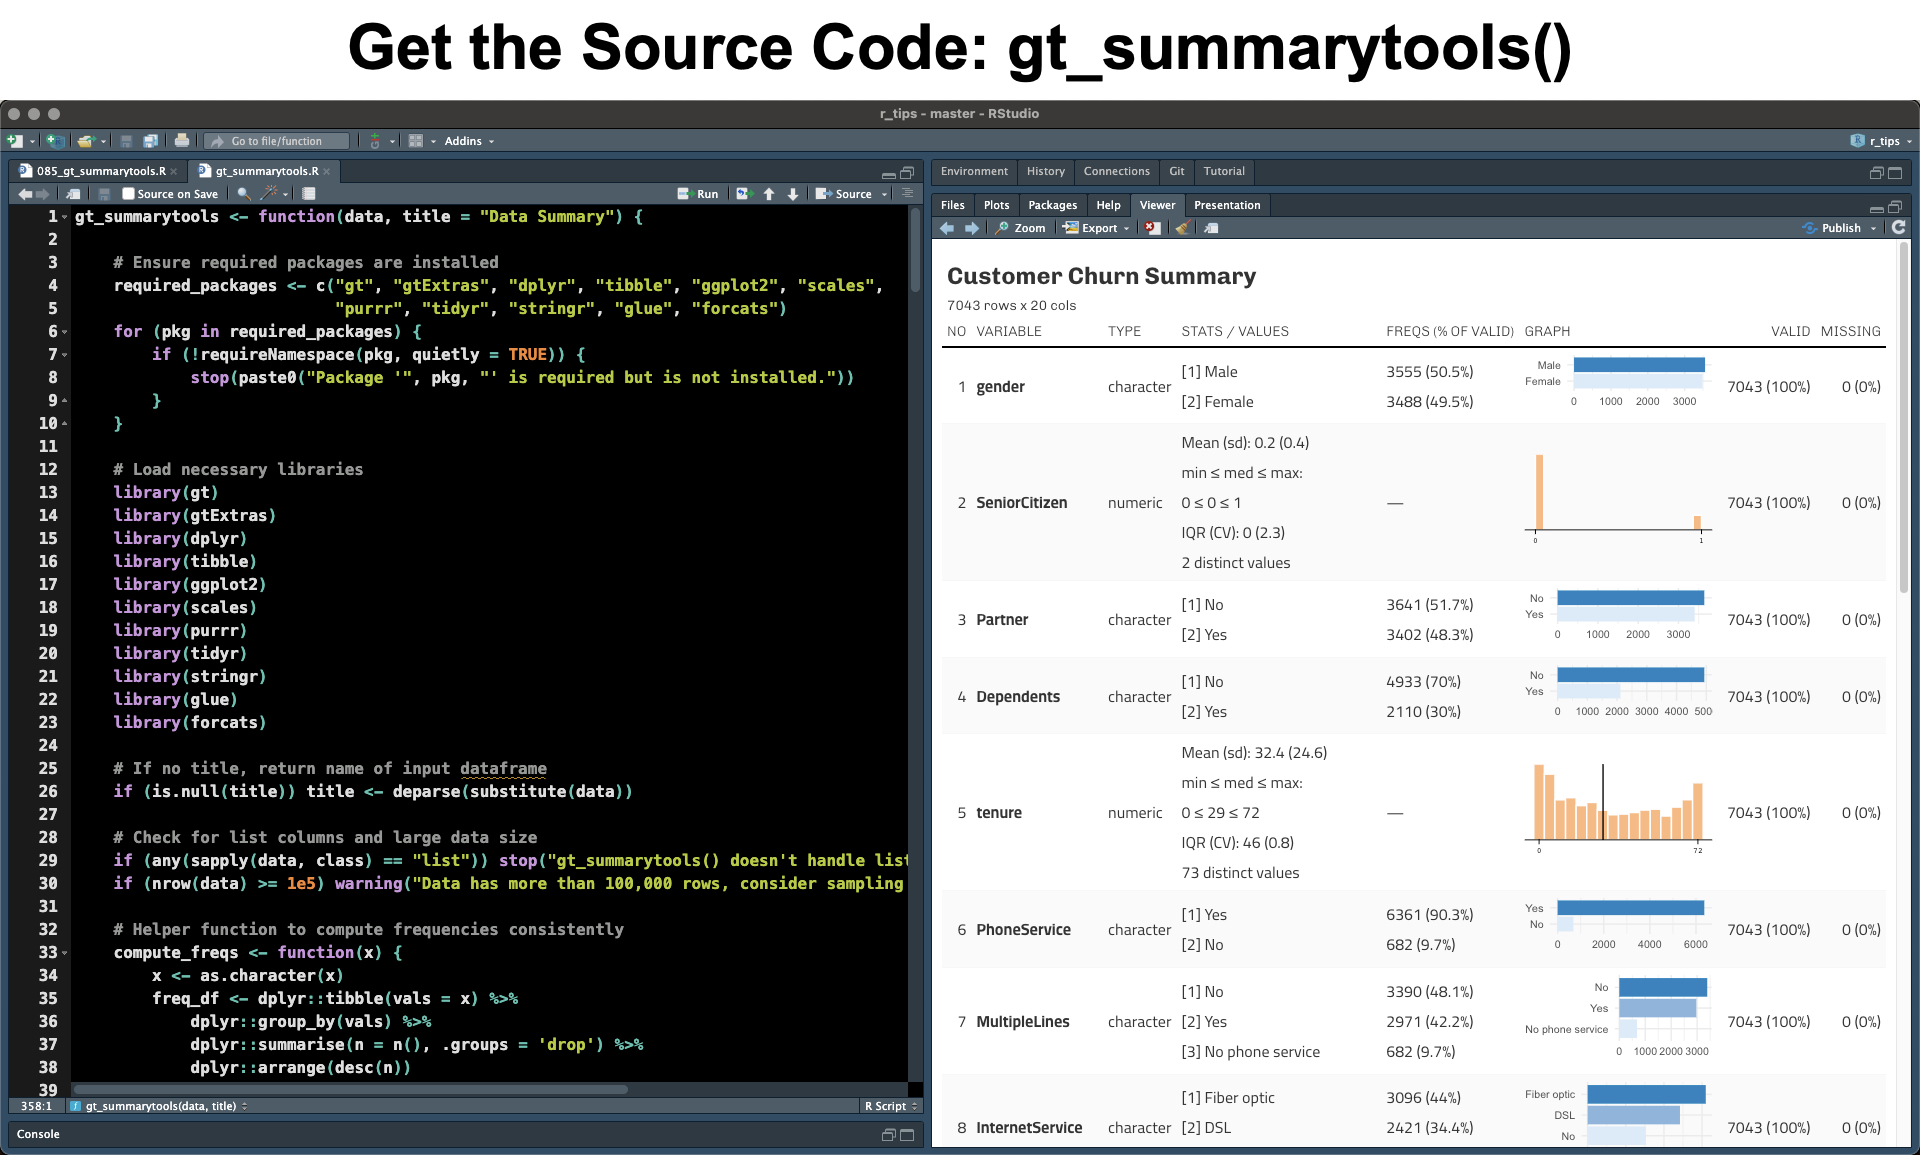 Get the Source Code: gt_summarytools()
r_tips - master - RStudio
Go to file/function
Addins
r_tips
085_gt_summarytools.R
gt_summarytools.R
Source on Save
Run
Source
1 gt_summarytools <- function(data, title = "Data Summary") {
2
3 # Ensure required packages are installed
4 required_packages <- c("gt", "gtExtras", "dplyr", "tibble", "ggplot2", "scales",
5 "purrr", "tidyr", "stringr", "glue", "forcats")
6 for (pkg in required_packages) {
7 if (!requireNamespace(pkg, quietly = TRUE)) {
8 stop(paste0("Package '", pkg, "' is required but is not installed."))
9 }
10 }
11
12 # Load necessary libraries
13 library(gt)
14 library(gtExtras)
15 library(dplyr)
16 library(tibble)
17 library(ggplot2)
18 library(scales)
19 library(purrr)
20 library(tidyr)
21 library(stringr)
22 library(glue)
23 library(forcats)
24
25 # If no title, return name of input dataframe
26 if (is.null(title)) title <- deparse(substitute(data))
27
28 # Check for list columns and large data size
29 if (any(sapply(data, class) == "list")) stop("gt_summarytools() doesn't handle list
30 if (nrow(data) >= 1e5) warning("Data has more than 100,000 rows, consider sampling
31
32 # Helper function to compute frequencies consistently
33 compute_freqs <- function(x) {
34 x <- as.character(x)
35 freq_df <- dplyr::tibble(vals = x) %>%
36 dplyr::group_by(vals) %>%
37 dplyr::summarise(n = n(), .groups = 'drop') %>%
38 dplyr::arrange(desc(n))
39
358:1 gt_summarytools(data, title) R Script
Console
Environment History Connections Git Tutorial
Files Plots Packages Help Viewer Presentation
Zoom Export Publish
Customer Churn Summary
7043 rows x 20 cols
NO VARIABLE TYPE STATS / VALUES FREQS (% OF VALID) GRAPH VALID MISSING
1 gender character
[1] Male 3555 (50.5%)
[2] Female 3488 (49.5%)
Male
Female
0 1000 2000 3000
7043 (100%) 0 (0%)
2 SeniorCitizen numeric
Mean (sd): 0.2 (0.4)
min ≤ med ≤ max:
0 ≤ 0 ≤ 1
IQR (CV): 0 (2.3)
2 distinct values
—
0 1
7043 (100%) 0 (0%)
3 Partner character
[1] No 3641 (51.7%)
[2] Yes 3402 (48.3%)
No
Yes
0 1000 2000 3000
7043 (100%) 0 (0%)
4 Dependents character
[1] No 4933 (70%)
[2] Yes 2110 (30%)
No
Yes
0 1000 2000 3000 4000 500
7043 (100%) 0 (0%)
5 tenure numeric
Mean (sd): 32.4 (24.6)
min ≤ med ≤ max:
0 ≤ 29 ≤ 72
IQR (CV): 46 (0.8)
73 distinct values
—
0 72
7043 (100%) 0 (0%)
6 PhoneService character
[1] Yes 6361 (90.3%)
[2] No 682 (9.7%)
Yes
No
0 2000 4000 6000
7043 (100%) 0 (0%)
7 MultipleLines character
[1] No 3390 (48.1%)
[2] Yes 2971 (42.2%)
[3] No phone service 682 (9.7%)
No
Yes
No phone service
0 1000 2000 3000
7043 (100%) 0 (0%)
8 InternetService character
[1] Fiber optic 3096 (44%)
[2] DSL 2421 (34.4%)
Fiber optic
DSL
No
7043 (100%) 0 (0%)